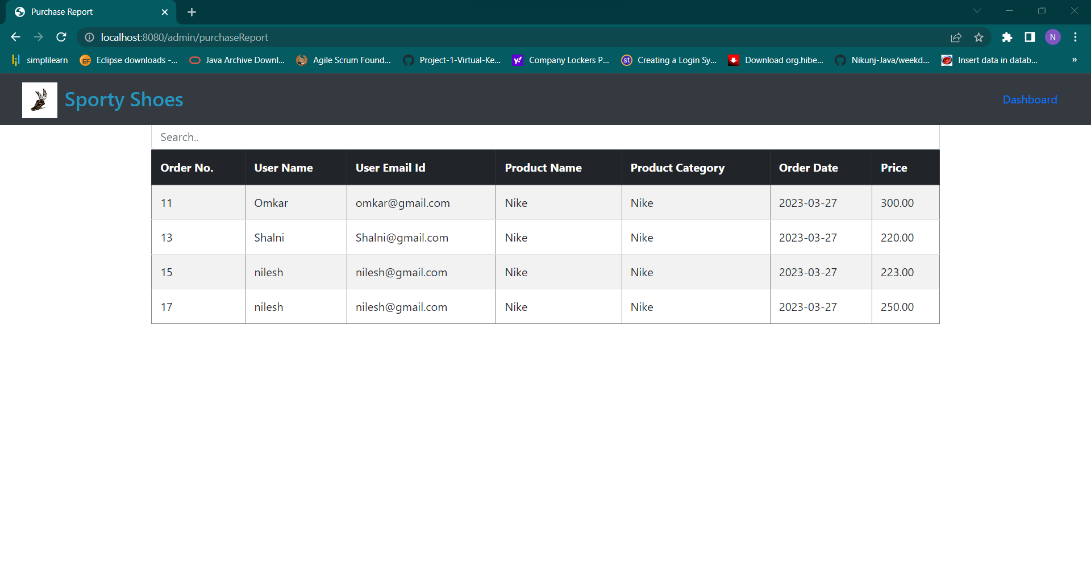 Purchase Report
localhost:8080/admin/purchaseReport
N
simplilearn Eclipse downloads -... Java Archive Downl... Agile Scrum Found... Project-1-Virtual-Ke... Company Lockers P... Creating a Login Sy... Download org.hibe... Nikunj-Java/weekd... Insert data in datab... »
Sporty Shoes Dashboard
Search..
Order No. User Name User Email Id Product Name Product Category Order Date Price
11 Omkar omkar@gmail.com Nike Nike 2023-03-27 300.00
13 Shalni Shalni@gmail.com Nike Nike 2023-03-27 220.00
15 nilesh nilesh@gmail.com Nike Nike 2023-03-27 223.00
17 nilesh nilesh@gmail.com Nike Nike 2023-03-27 250.00